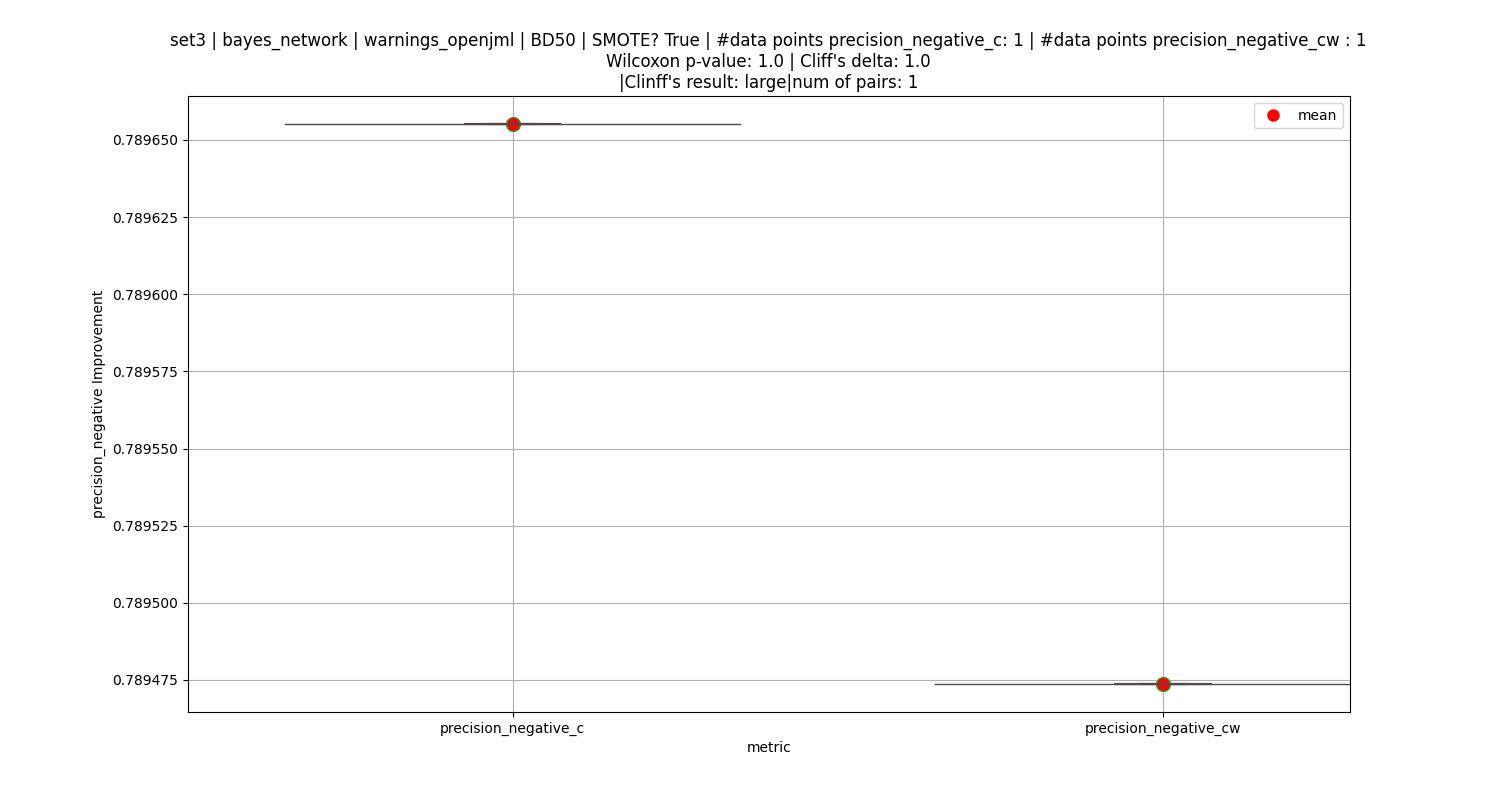 set3 | bayes_network | warnings_openjml | BD50 | SMOTE? True | #data points precision_negative_c: 1 | #data points precision_negative_cw : 1
Wilcoxon p-value: 1.0 | Cliff's delta: 1.0
|Clinff's result: large|num of pairs: 1
mean
precision_negative Improvement
0.789650
0.789625
0.789600
0.789575
0.789550
0.789525
0.789500
0.789475
precision_negative_c
precision_negative_cw
metric